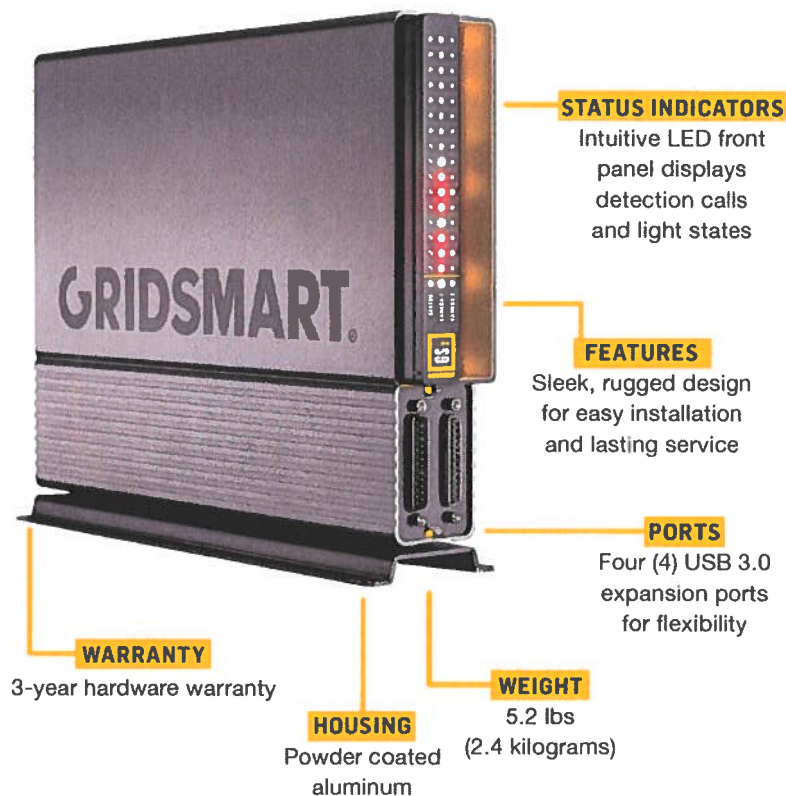 GRIDSMART.
STATUS INDICATORS
Intuitive LED front
panel displays
detection calls
and light states
FEATURES
Sleek, rugged design
for easy installation
and lasting service
PORTS
Four (4) USB 3.0
expansion ports
for flexibility
WARRANTY
3-year hardware warranty
HOUSING
Powder coated
aluminum
WEIGHT
5.2 lbs
(2.4 kilograms)